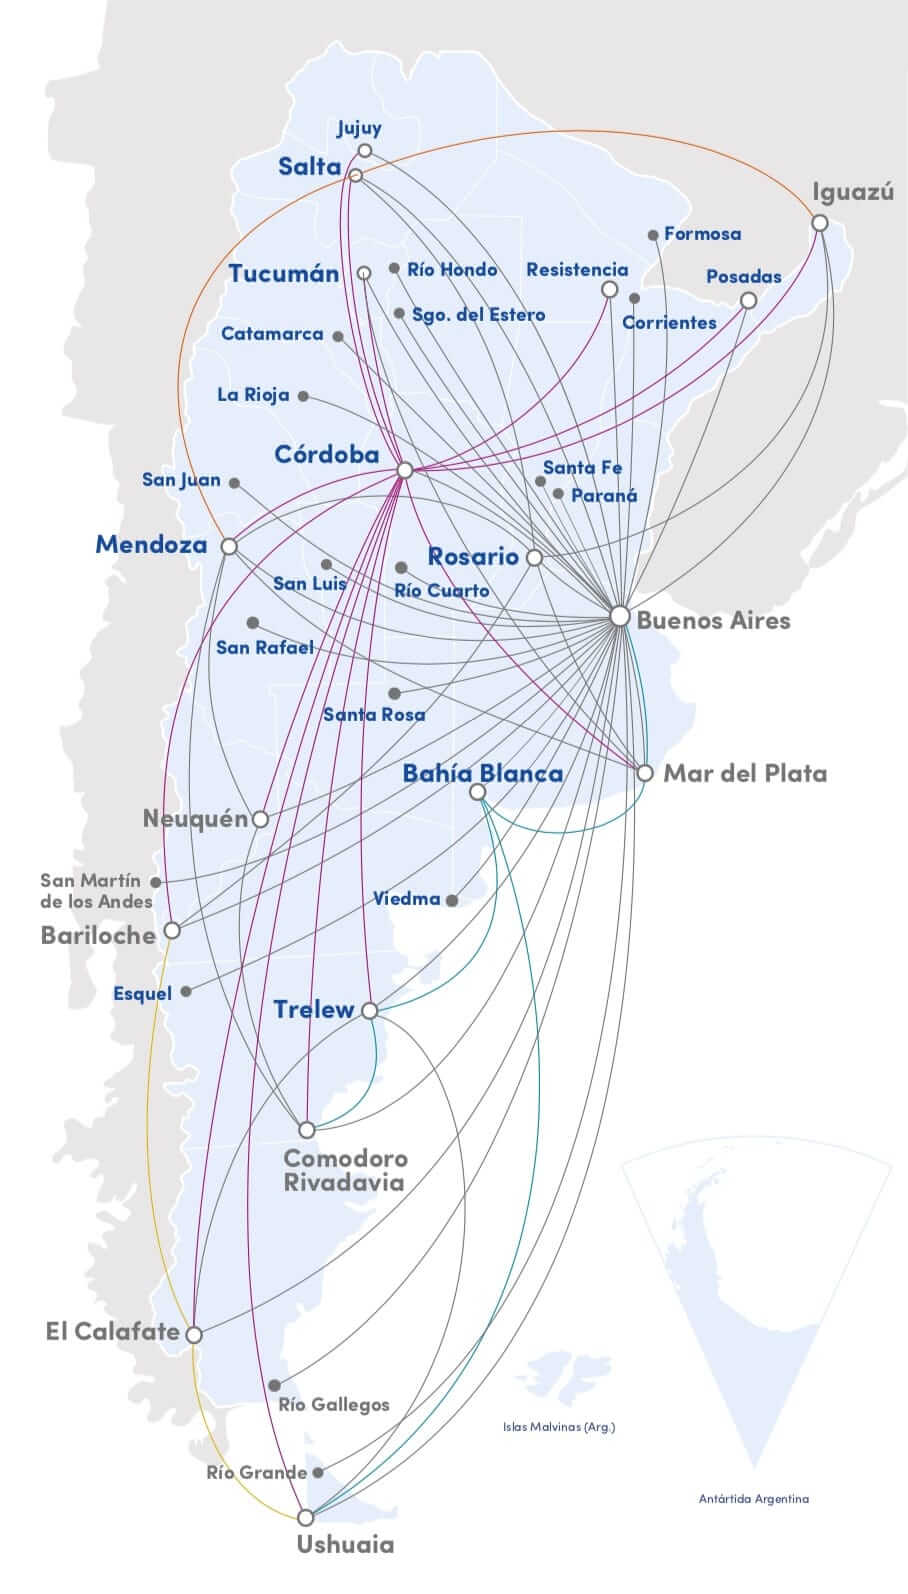 Jujuy
Salta
Iguazú
Formosa
Tucumán
Río Hondo
Resistencia
Posadas
Sgo. del Estero
Corrientes
Catamarca
La Rioja
Córdoba
Santa Fe
San Juan
Paraná
Mendoza
Rosario
San Luis
Río Cuarto
Buenos Aires
San Rafael
Santa Rosa
Bahía Blanca
Mar del Plata
Neuquén
San Martín
de los Andes
Viedma
Bariloche
Esquel
Trelew
Comodoro
Rivadavia
El Calafate
Río Gallegos
Islas Malvinas (Arg.)
Río Grande
Antártida Argentina
Ushuaia